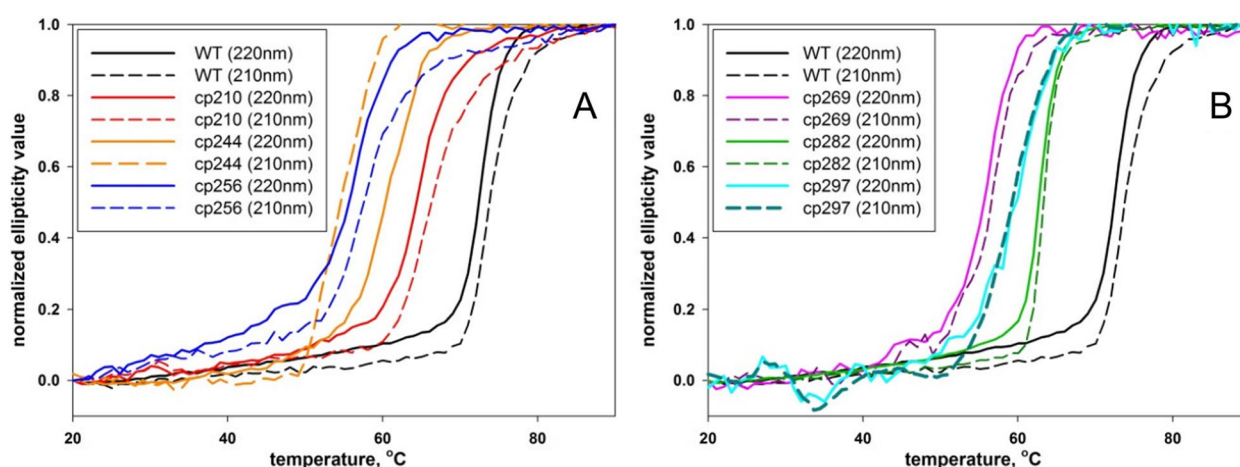 1.0
0.8
0.6
0.4
0.2
0.0
normalized ellipticity value
WT (220nm)
WT (210nm)
cp210 (220nm)
cp210 (210nm)
cp244 (220nm)
cp244 (210nm)
cp256 (220nm)
cp256 (210nm)
A
20
40
60
80
temperature, °C
1.0
0.8
0.6
0.4
0.2
0.0
normalized ellipticity value
WT (220nm)
WT (210nm)
cp269 (220nm)
cp269 (210nm)
cp282 (220nm)
cp282 (210nm)
cp297 (220nm)
cp297 (210nm)
B
20
40
60
80
temperature, °C